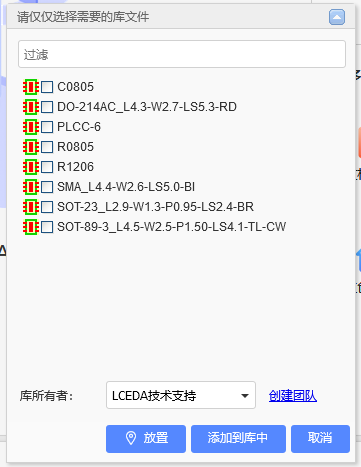 请仅仅选择需要的库文件
过滤
C0805
DO-214AC_L4.3-W2.7-LS5.3-RD
PLCC-6
R0805
R1206
SMA_L4.4-W2.6-LS5.0-BI
SOT-23_L2.9-W1.3-P0.95-LS2.4-BR
SOT-89-3_L4.5-W2.5-P1.50-LS4.1-TL-CW
库所有者： LCEDA技术支持 创建团队
放置 添加到库中 取消